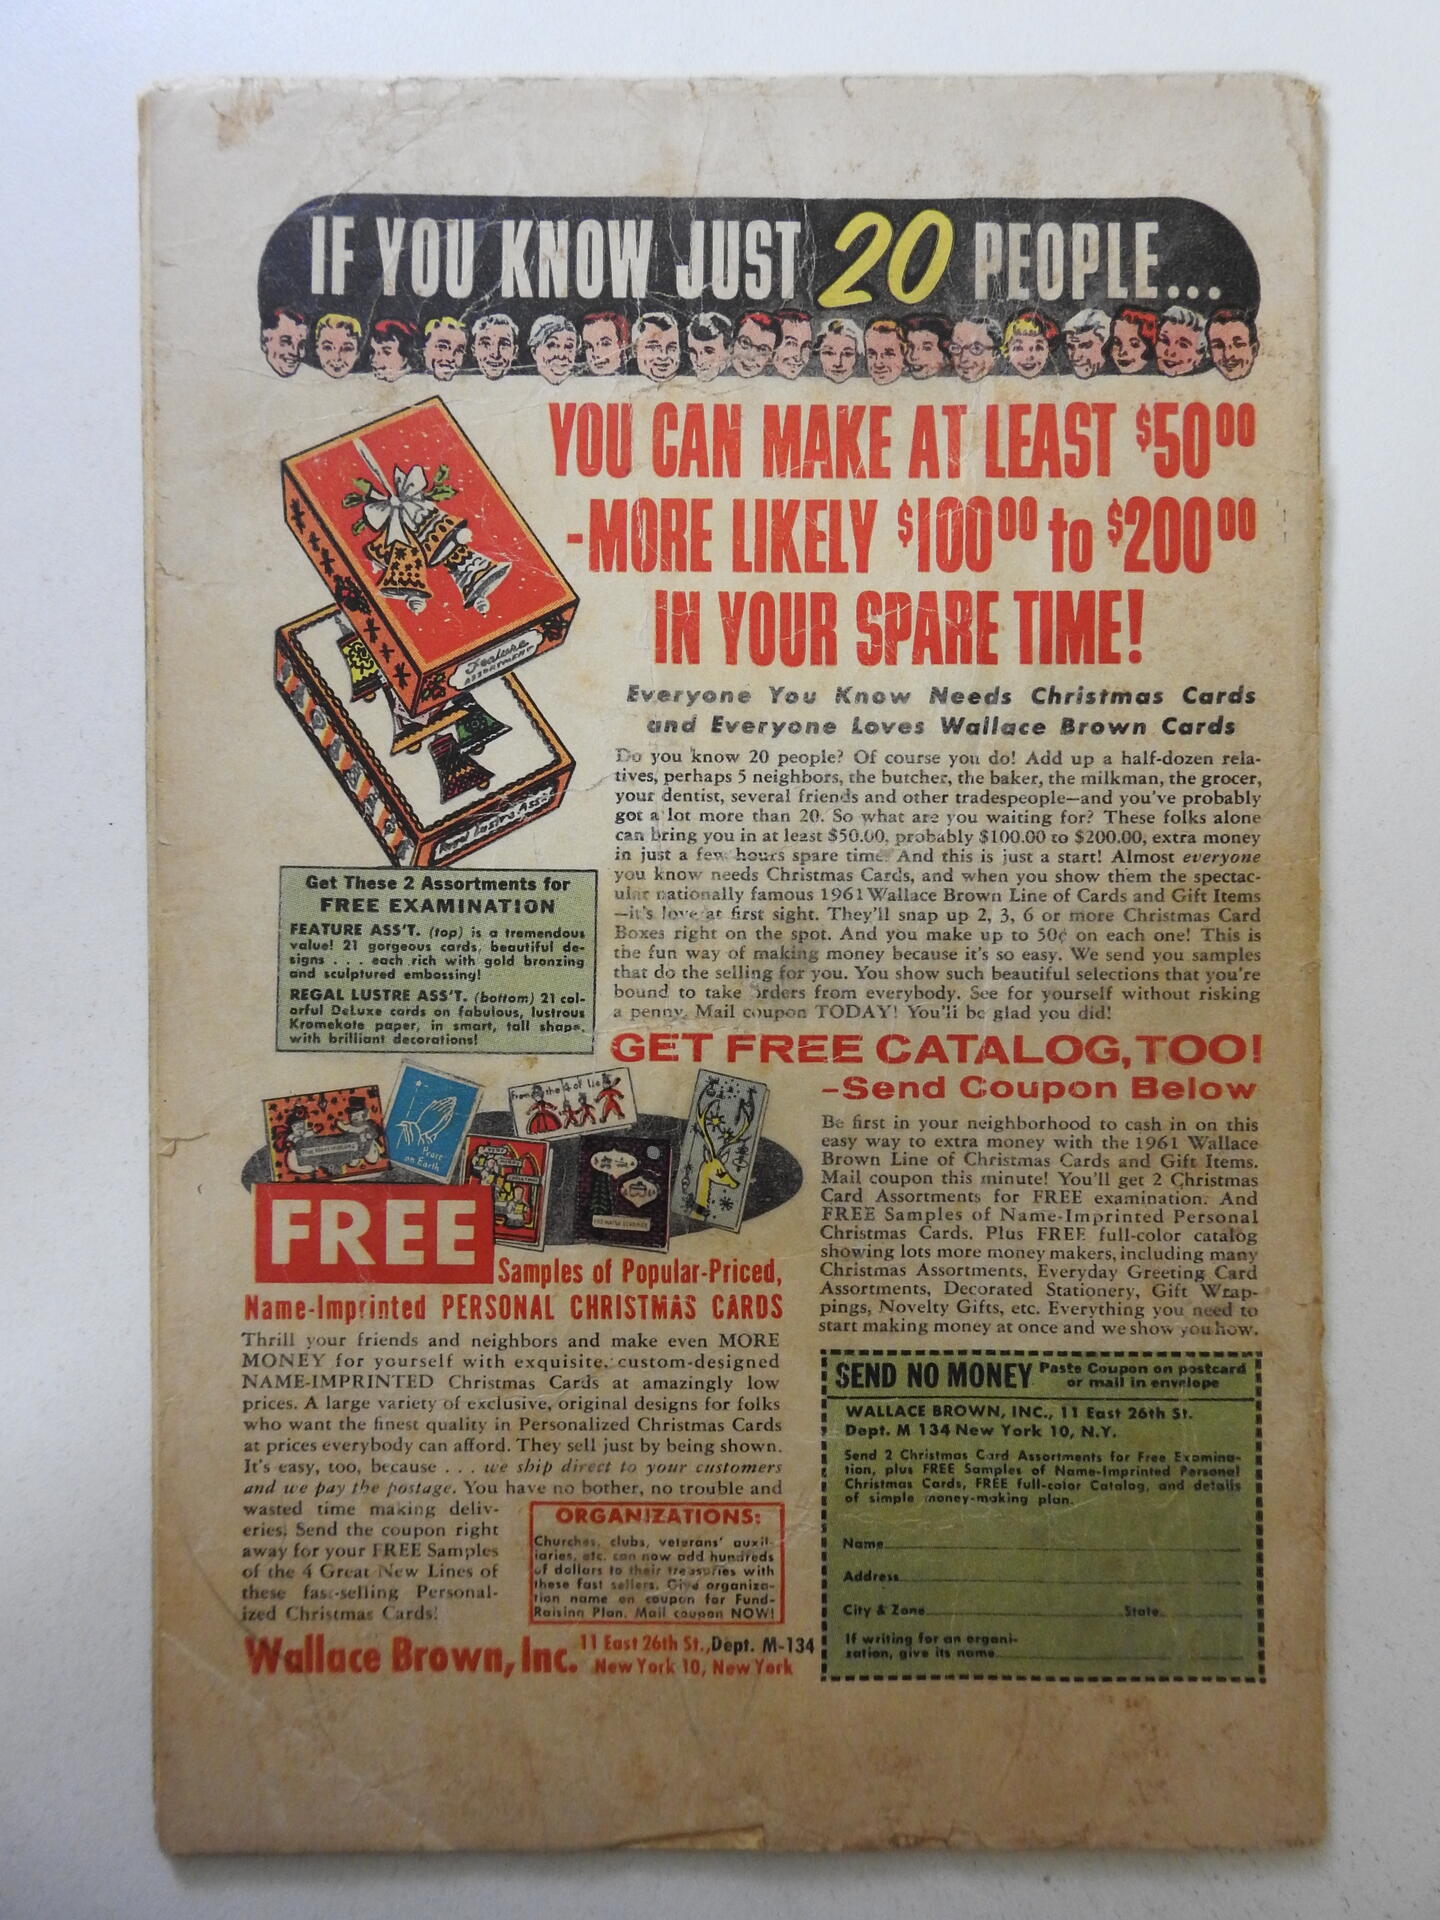 IF YOU KNOW JUST 20 PEOPLE...
YOU CAN MAKE AT LEAST $50.00
-MORE LIKELY $100.00 to $200.00
IN YOUR SPARE TIME!
Feature
ASSORTMENT
Everyone You Know Needs Christmas Cards
and Everyone Loves Wallace Brown Cards
Do you know 20 people? Of course you do! Add up a half-dozen rela-
tives, perhaps 5 neighbors, the butcher, the baker, the milkman, the grocer,
your dentist, several friends and other tradespeople—and you've probably
got a lot more than 20. So what are you waiting for? These folks alone
can bring you in at least $50.00, probably $100.00 to $200.00, extra money
in just a few hours spare time. And this is just a start! Almost everyone
you know needs Christmas Cards, and when you show them the spectac-
ular nationally famous 1961 Wallace Brown Line of Cards and Gift Items
—it's love at first sight. They'll snap up 2, 3, 6 or more Christmas Card
Boxes right on the spot. And you make up to 50¢ on each one! This is
the fun way of making money because it's so easy. We send you samples
that do the selling for you. You show such beautiful selections that you're
bound to take orders from everybody. See for yourself without risking
a penny. Mail coupon TODAY! You'll be glad you did!
Get These 2 Assortments for
FREE EXAMINATION
FEATURE ASS'T. (top) is a tremendous
value! 21 gorgeous cards, beautiful de-
signs . . . each rich with gold bronzing
and sculptured embossing!
REGAL LUSTRE ASS'T. (bottom) 21 col-
orful DeLuxe cards on fabulous, lustrous
Kromekote paper, in smart, tall shape,
with brilliant decorations!
GET FREE CATALOG, TOO!
-Send Coupon Below
Be first in your neighborhood to cash in on this
easy way to extra money with the 1961 Wallace
Brown Line of Christmas Cards and Gift Items.
Mail coupon this minute! You'll get 2 Christmas
Card Assortments for FREE examination. And
FREE Samples of Name-Imprinted Personal
Christmas Cards. Plus FREE full-color catalog
showing lots more money makers, including many
Christmas Assortments, Everyday Greeting Card
Assortments, Decorated Stationery, Gift Wrap-
pings, Novelty Gifts, etc. Everything you need to
start making money at once and we show you how.
from the 4 of us
Peace
on Earth
FREE
Samples of Popular-Priced,
Name-Imprinted PERSONAL CHRISTMAS CARDS
Thrill your friends and neighbors and make even MORE
MONEY for yourself with exquisite, custom-designed
NAME-IMPRINTED Christmas Cards at amazingly low
prices. A large variety of exclusive, original designs for folks
who want the finest quality in Personalized Christmas Cards
at prices everybody can afford. They sell just by being shown.
It's easy, too, because . . . we ship direct to your customers
and we pay the postage. You have no bother, no trouble and
wasted time making deliv-
eries. Send the coupon right
away for your FREE Samples
of the 4 Great New Lines of
these fast-selling Personal-
ized Christmas Cards!
ORGANIZATIONS:
Churches, clubs, veterans' auxil-
iaries, etc. can now add hundreds
of dollars to their treasuries with
these fast sellers. Give organiza-
tion name on coupon for Fund-
Raising Plan. Mail coupon NOW!
Wallace Brown, Inc. 11 East 26th St., Dept. M-134
New York 10, New York
SEND NO MONEY Paste Coupon on postcard
or mail in envelope
WALLACE BROWN, INC., 11 East 26th St.
Dept. M 134 New York 10, N.Y.
Send 2 Christmas Card Assortments for Free Examina-
tion, plus FREE Samples of Name-Imprinted Personal
Christmas Cards, FREE full-color Catalog, and details
of simple money-making plan.
Name
Address
City & Zone State
If writing for an organi-
zation, give its name